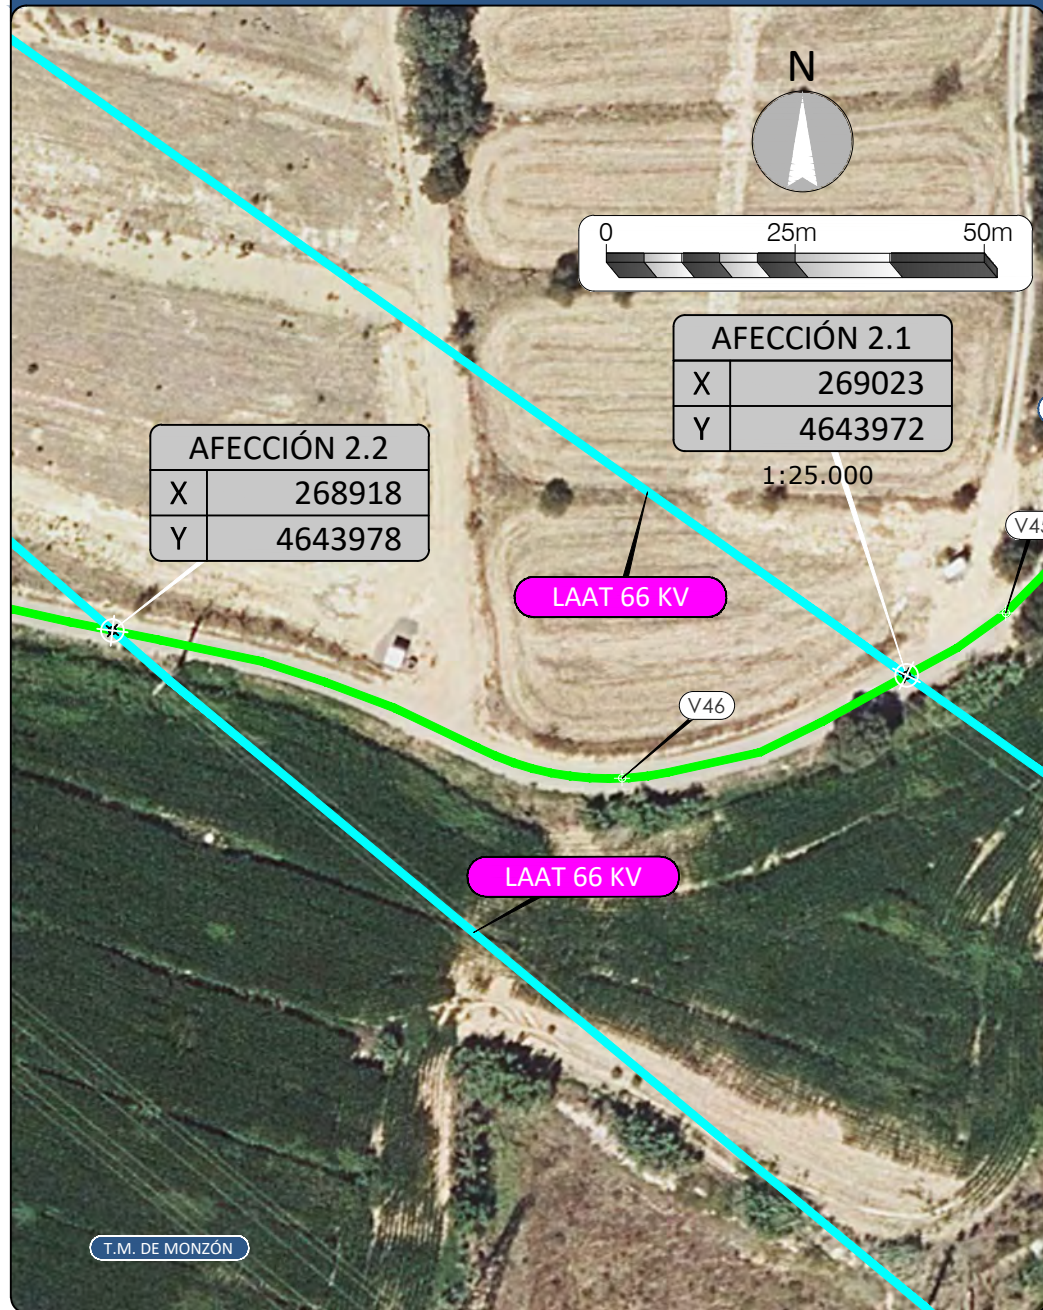 N
0 25m 50m
AFECCIÓN 2.1
X 269023
Y 4643972
1:25.000
AFECCIÓN 2.2
X 268918
Y 4643978
V45
LAAT 66 KV
V46
LAAT 66 KV
T.M. DE MONZÓN